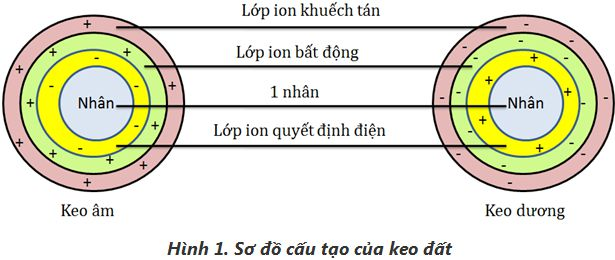 Lớp ion khuếch tán
Lớp ion bất động
1 nhân
Lớp ion quyết định điện
Nhân
Nhân
Keo âm
Keo dương
Hình 1. Sơ đồ cấu tạo của keo đất